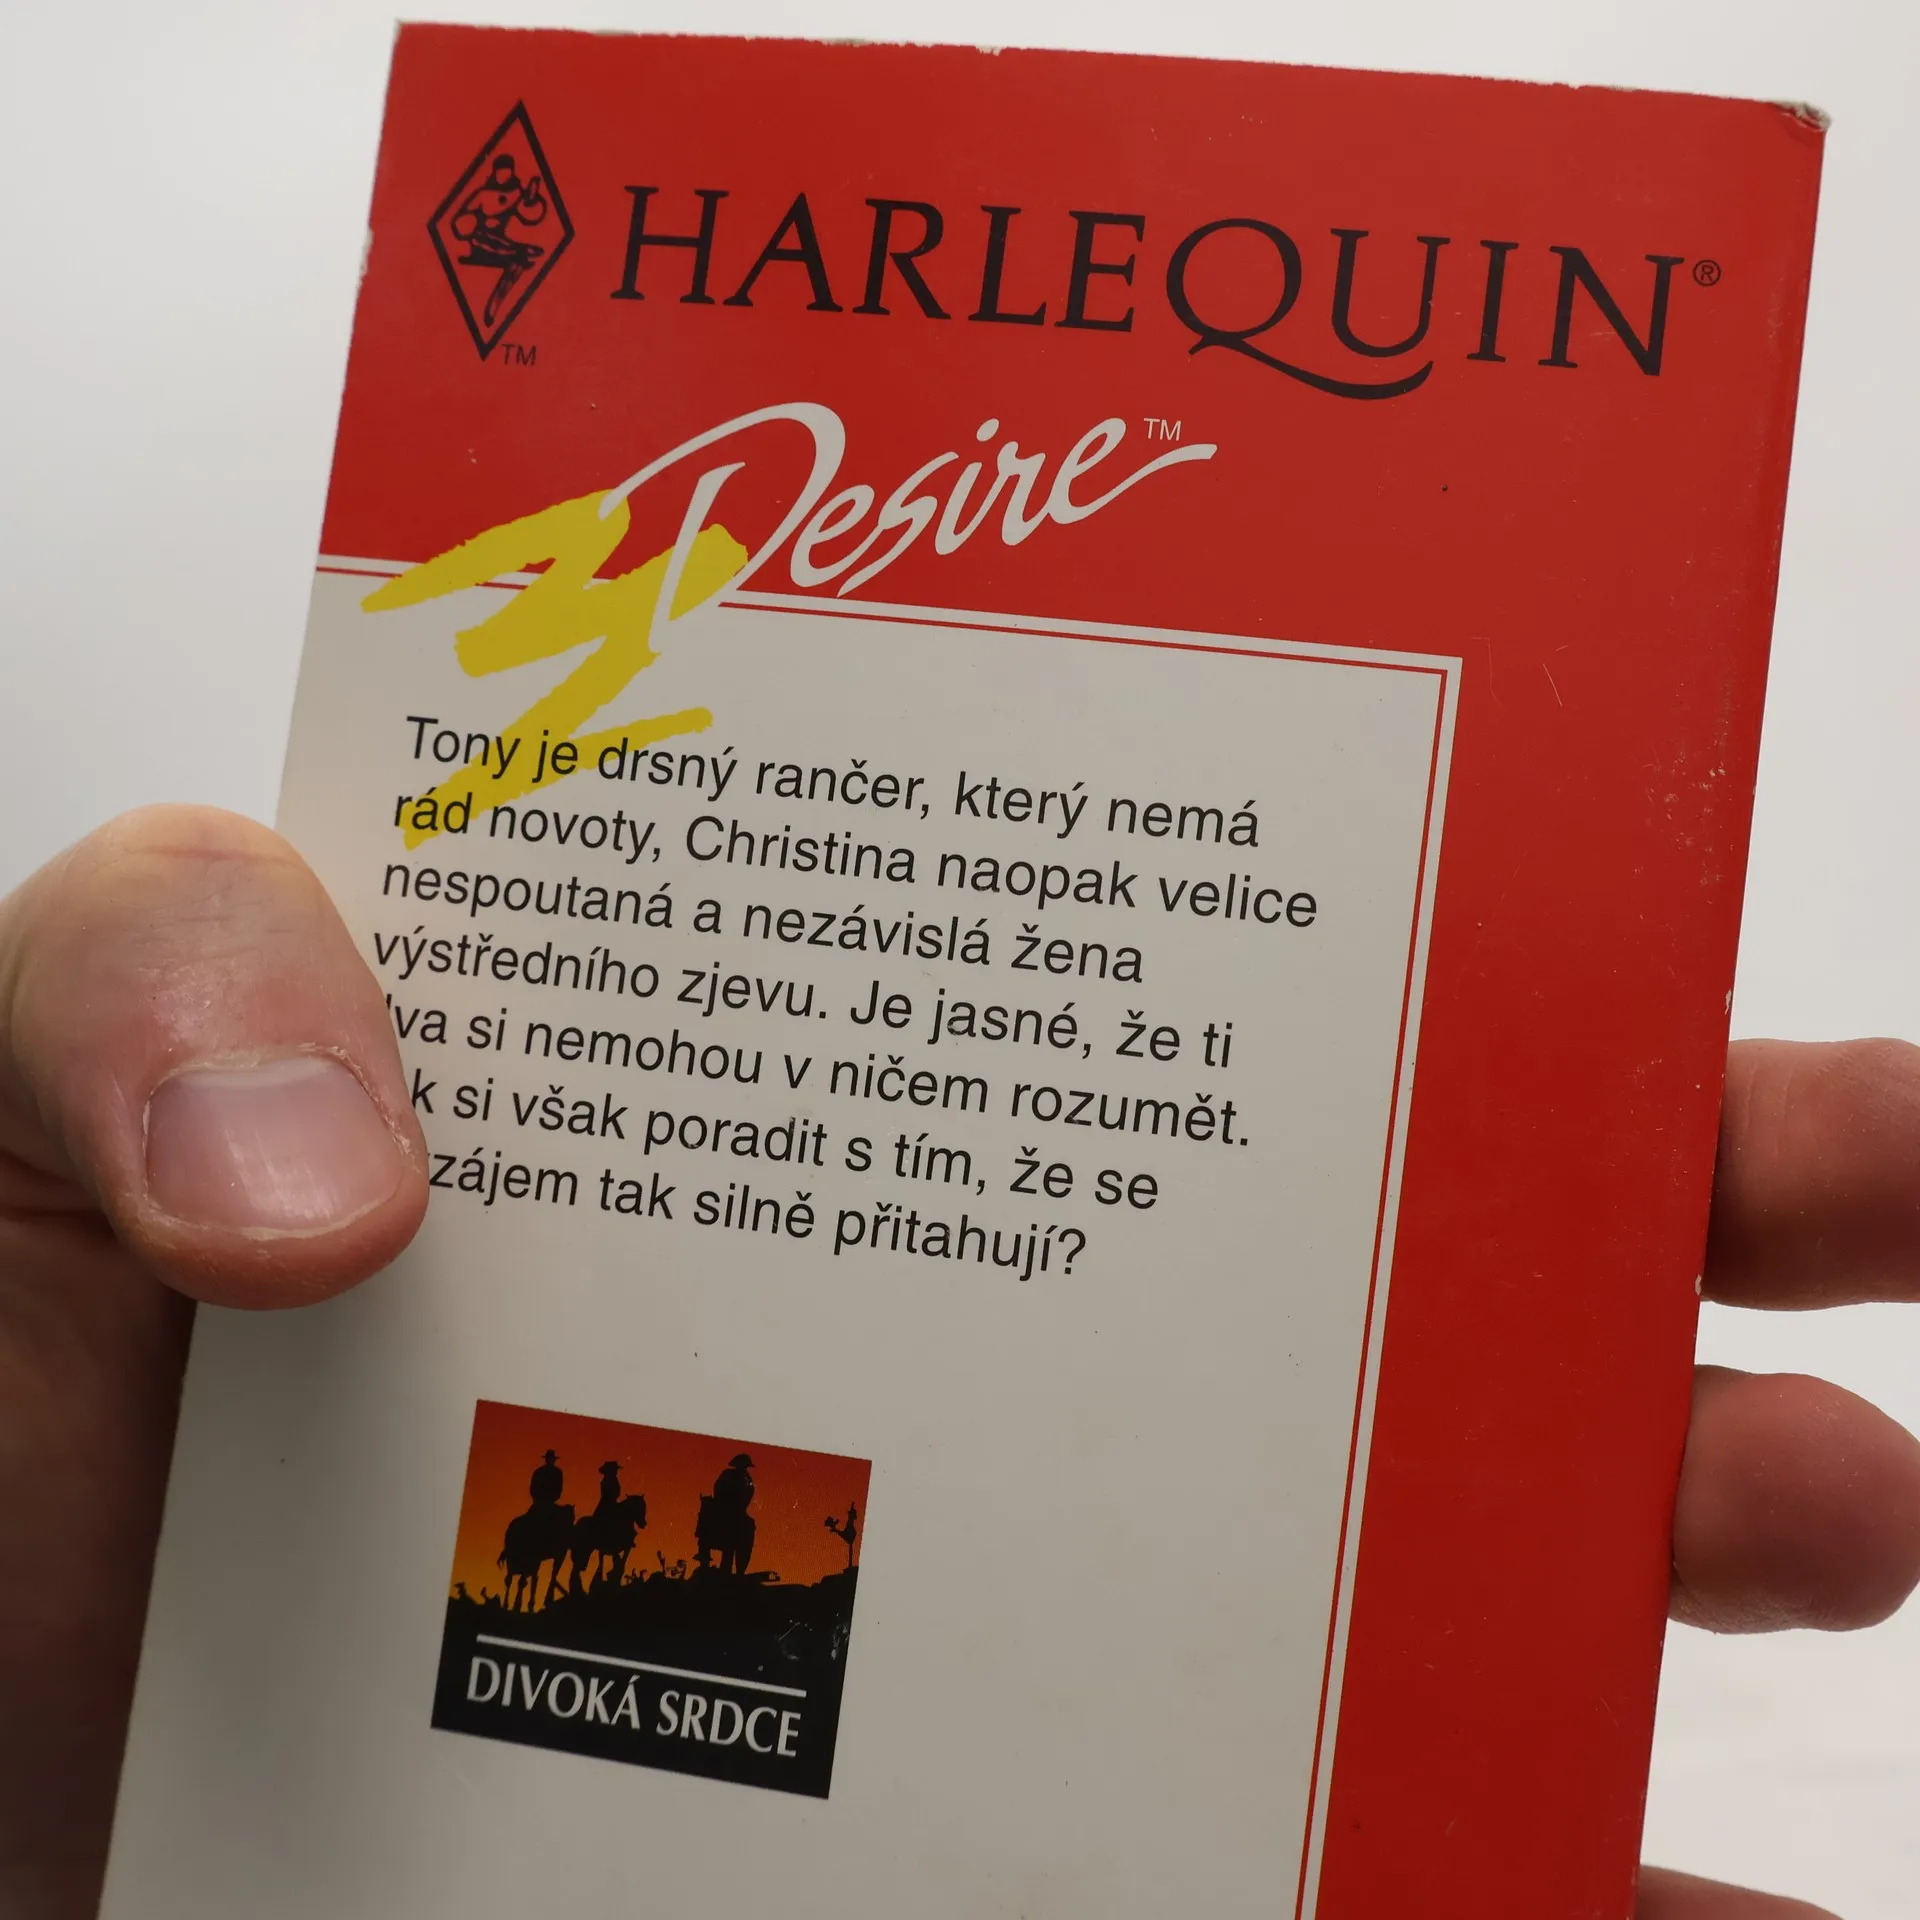 HARLEQUIN®
TM
Desire™
Tony je drsný rančer, který nemá
rád novoty, Christina naopak velice
nespoutaná a nezávislá žena
výstředního zjevu. Je jasné, že ti
si nemohou v ničem rozumět.
si však poradit s tím, že se
tak silně přitahují?
DIVOKÁ SRDCE